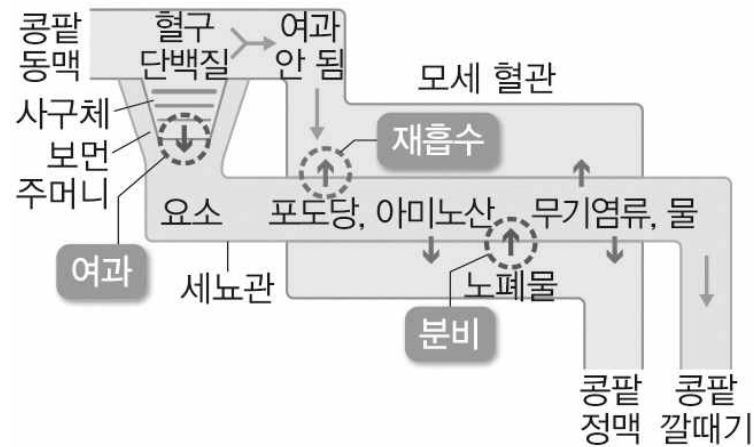 콩팥
동맥
혈구
단백질
여과
안 됨
모세 혈관
사구체
보먼
주머니
재흡수
요소 포도당, 아미노산 무기염류, 물
여과
세뇨관
노폐물
분비
콩팥
정맥
콩팥
깔때기